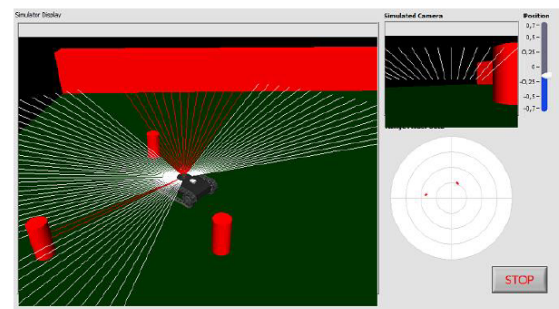 Simulator Display
Simulated Camera
Position
0,7
0,5
0,25
0
-0,25
-0,5
-0,7
STOP